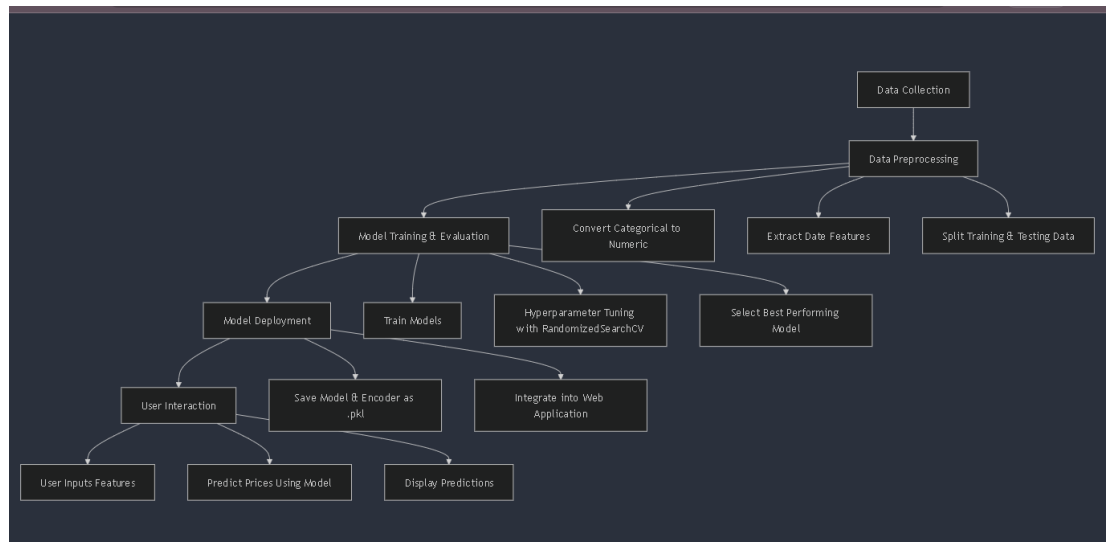 Data Collection
Data Preprocessing
Model Training & Evaluation
Convert Categorical to
Numeric
Extract Date Features
Split Training & Testing Data
Model Deployment
Train Models
Hyperparameter Tuning
with RandomizedSearchCV
Select Best Performing
Model
User Interaction
Save Model & Encoder as
.pkl
Integrate into Web
Application
User Inputs Features
Predict Prices Using Model
Display Predictions